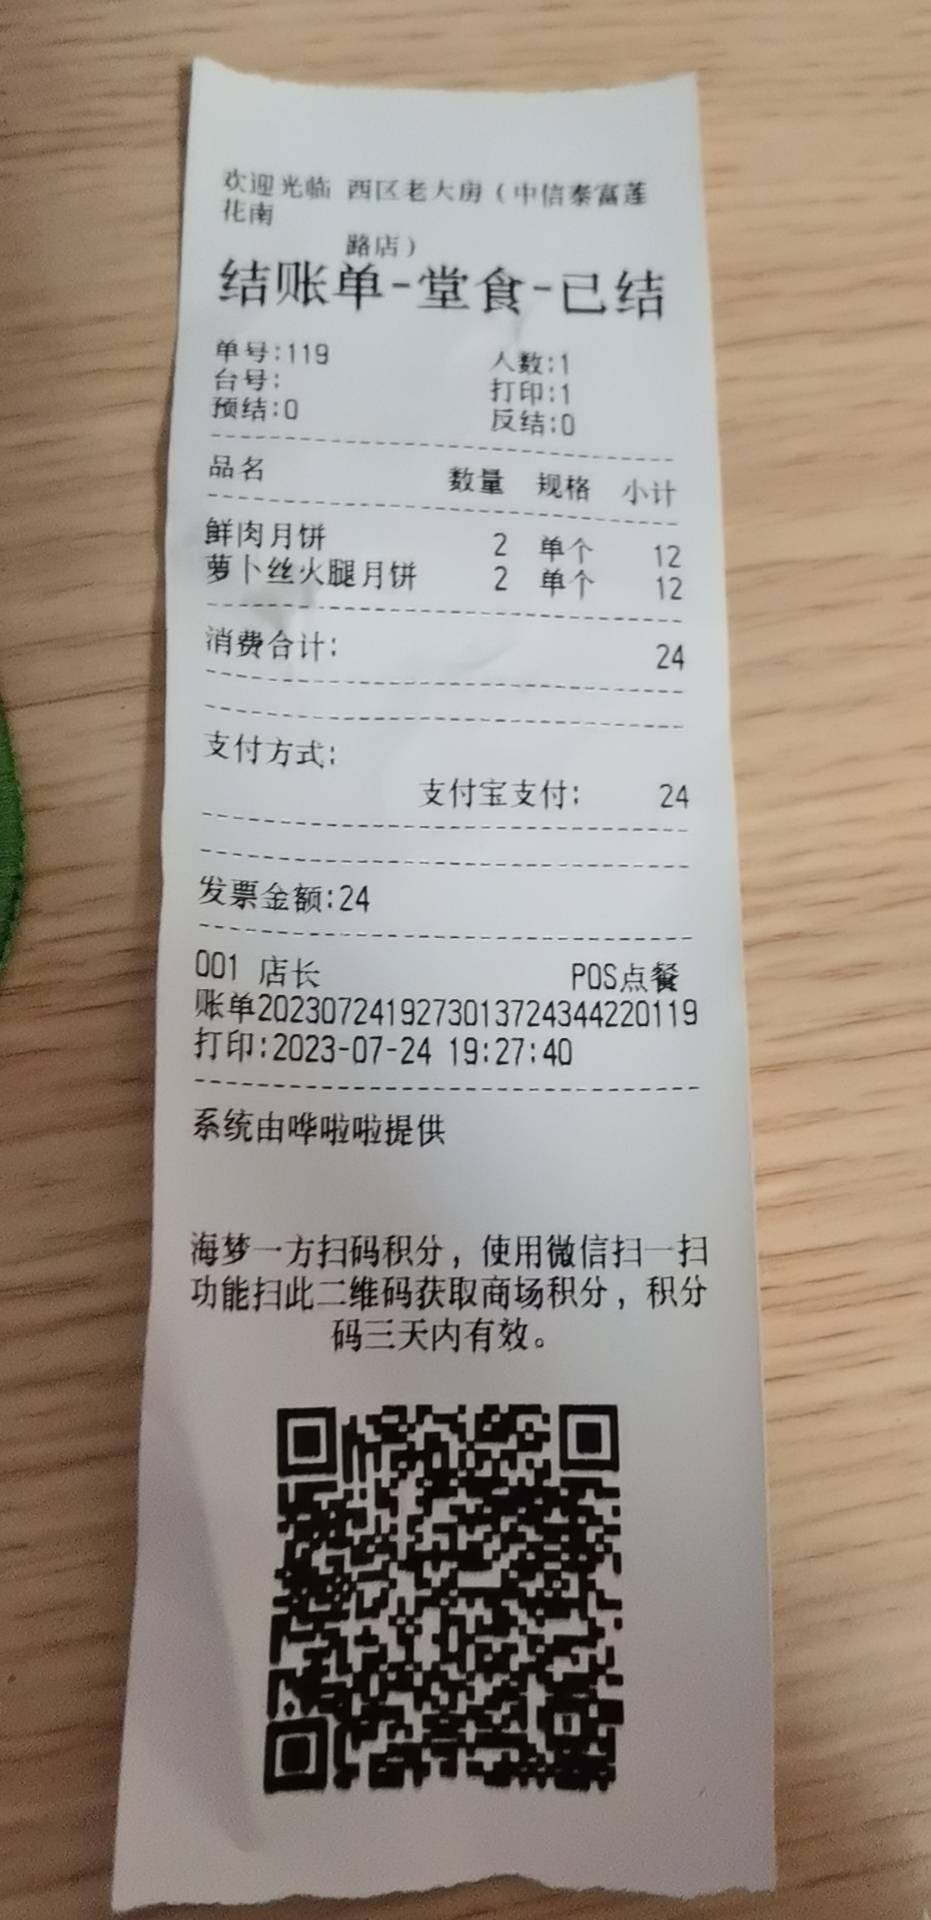 欢迎光临 西区老大房（中信泰富莲
花南
路店）
结账单-堂食-已结
单号:119 人数:1
台号: 打印:1
预结:0 反结:0
品名 数量 规格 小计
鲜肉月饼 2 单个 12
萝卜丝火腿月饼 2 单个 12
消费合计: 24
支付方式:
支付宝支付: 24
发票金额:24
001 店长 POS点餐
账单20230724192730137243442​20119
打印:2023-07-24 19:27:40
系统由哗啦啦提供
海梦一方扫码积分，使用微信扫一扫
功能扫此二维码获取商场积分，积分
码三天内有效。